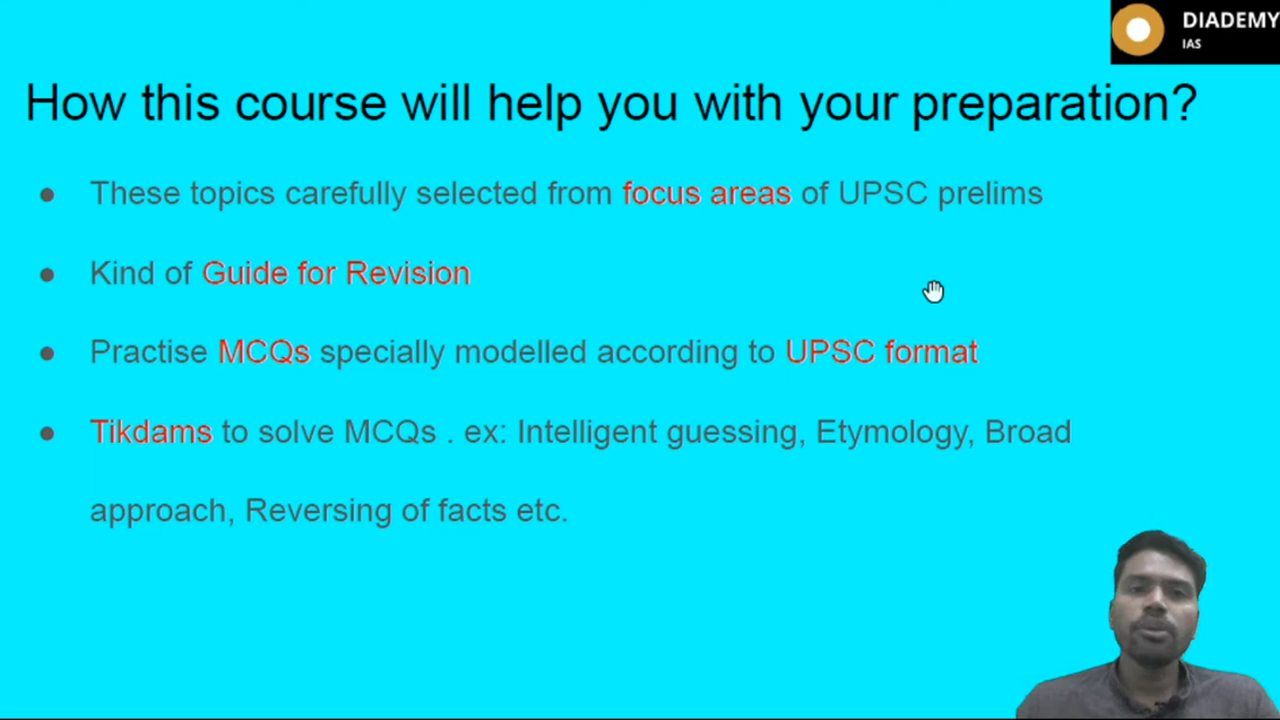 DIADEMY
IAS
How this course will help you with your preparation?
● These topics carefully selected from focus areas of UPSC prelims
● Kind of Guide for Revision
● Practise MCQs specially modelled according to UPSC format
● Tikdams to solve MCQs . ex: Intelligent guessing, Etymology, Broad
approach, Reversing of facts etc.